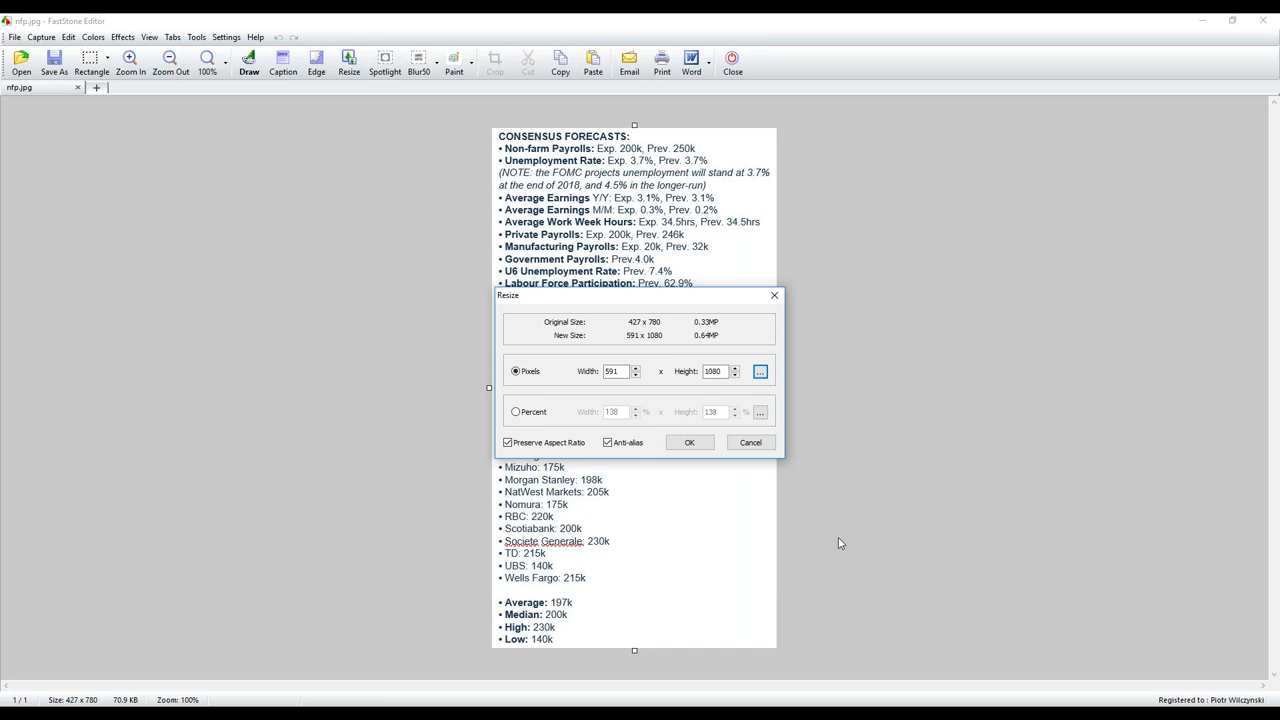 nfp.jpg - FastStone Editor
File Capture Edit Colors Effects View Tabs Tools Settings Help
Open Save As Rectangle Zoom In Zoom Out 100% Draw Caption Edge Resize Spotlight Blur50 Paint Crop Cut Copy Paste Email Print Word Close
nfp.jpg
CONSENSUS FORECASTS:
• Non-farm Payrolls: Exp. 200k, Prev. 250k
• Unemployment Rate: Exp. 3.7%, Prev. 3.7%
(NOTE: the FOMC projects unemployment will stand at 3.7%
at the end of 2018, and 4.5% in the longer-run)
• Average Earnings Y/Y: Exp. 3.1%, Prev. 3.1%
• Average Earnings M/M: Exp. 0.3%, Prev. 0.2%
• Average Work Week Hours: Exp. 34.5hrs, Prev. 34.5hrs
• Private Payrolls: Exp. 200k, Prev. 246k
• Manufacturing Payrolls: Exp. 20k, Prev. 32k
• Government Payrolls: Prev.4.0k
• U6 Unemployment Rate: Prev. 7.4%
• Labour Force Participation: Prev. 62.9%
Resize
Original Size: 427 x 780 0.33MP
New Size: 591 x 1080 0.64MP
Pixels Width: 591 x Height: 1080 ...
Percent Width: 138 % x Height: 138 % ...
Preserve Aspect Ratio Anti-alias OK Cancel
• Mizuho: 175k
• Morgan Stanley: 198k
• NatWest Markets: 205k
• Nomura: 175k
• RBC: 220k
• Scotiabank: 200k
• Societe Generale: 230k
• TD: 215k
• UBS: 140k
• Wells Fargo: 215k
• Average: 197k
• Median: 200k
• High: 230k
• Low: 140k
1 / 1 Size: 427 x 780 70.9 KB Zoom: 100% Registered to : Piotr Wilczynski